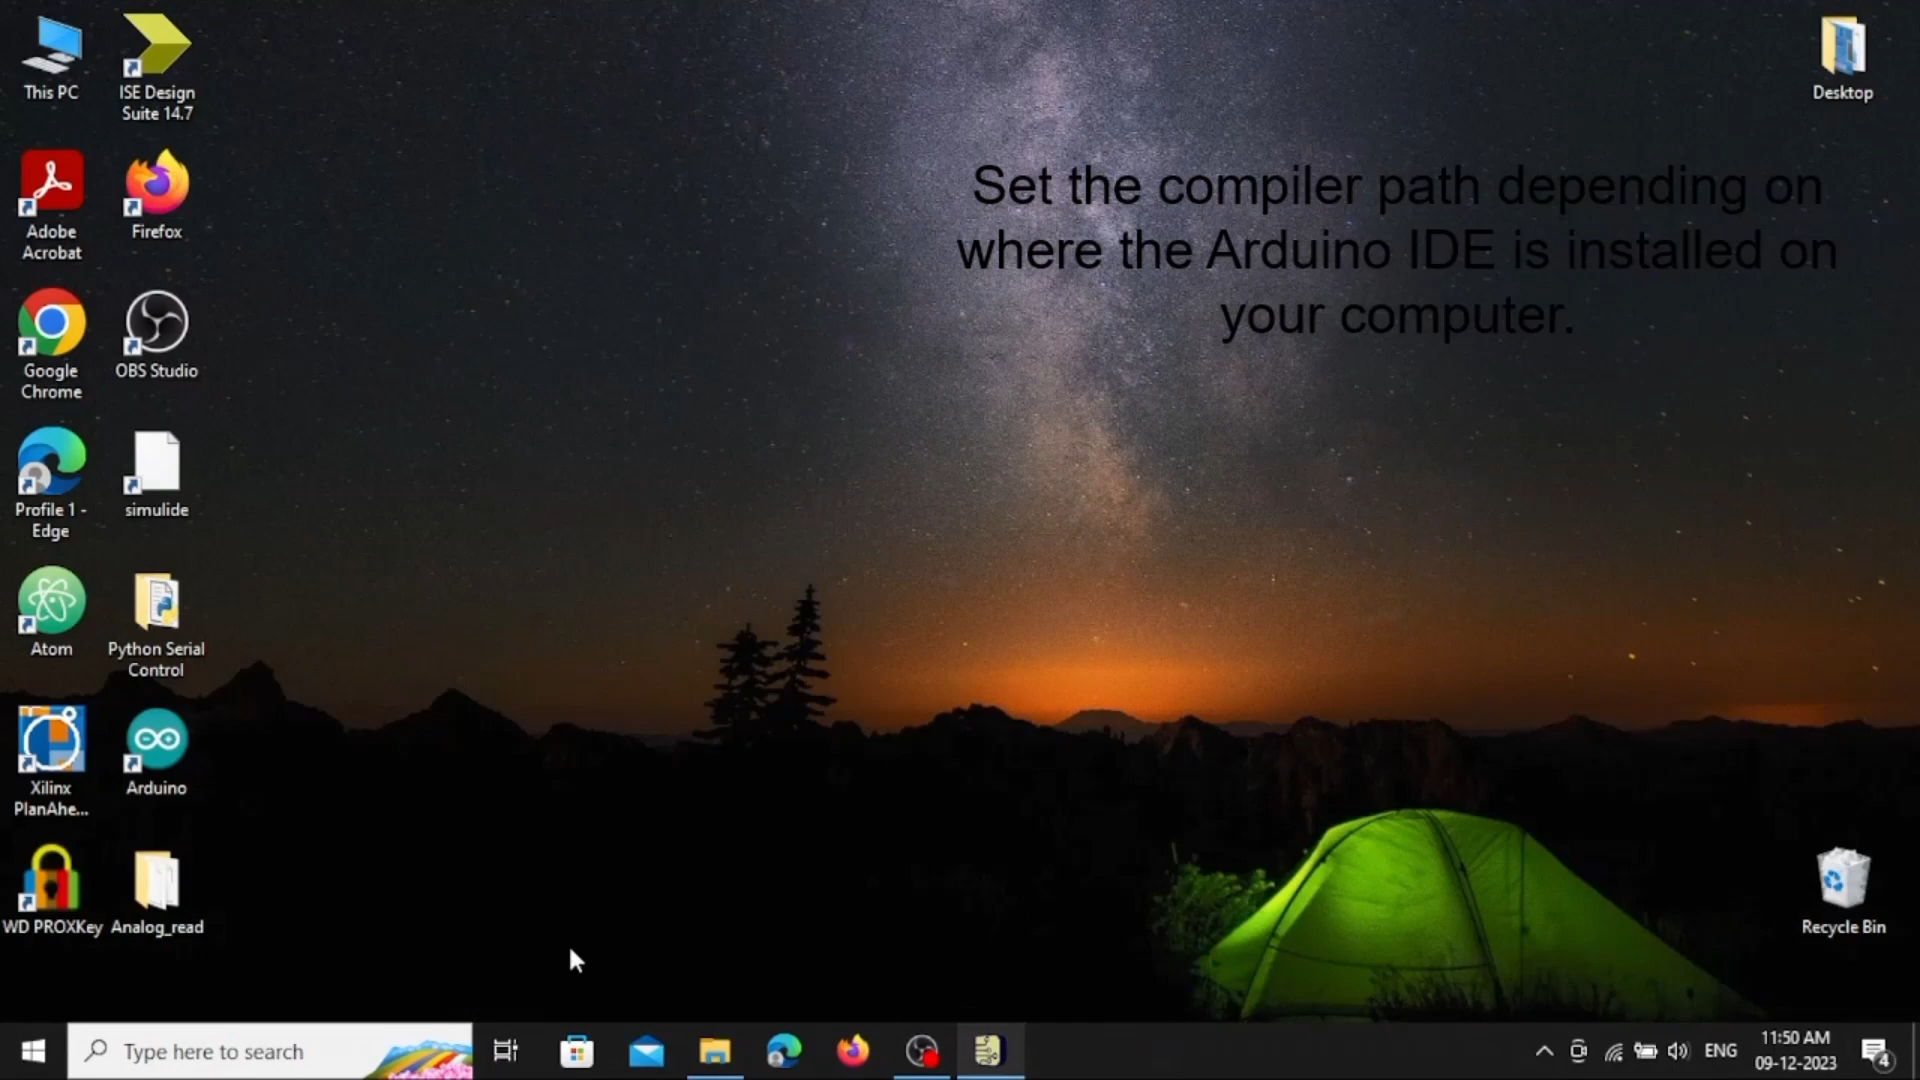 This PC
ISE Design
Suite 14.7
Desktop
Set the compiler path depending on
where the Arduino IDE is installed on
your computer.
Adobe
Acrobat
Firefox
Google
Chrome
OBS Studio
Profile 1 -
Edge
simulide
Atom
Python Serial
Control
Xilinx
PlanAhe...
Arduino
WD PROXKey
Analog_read
Recycle Bin
Type here to search
ENG
11:50 AM
09-12-2023
4